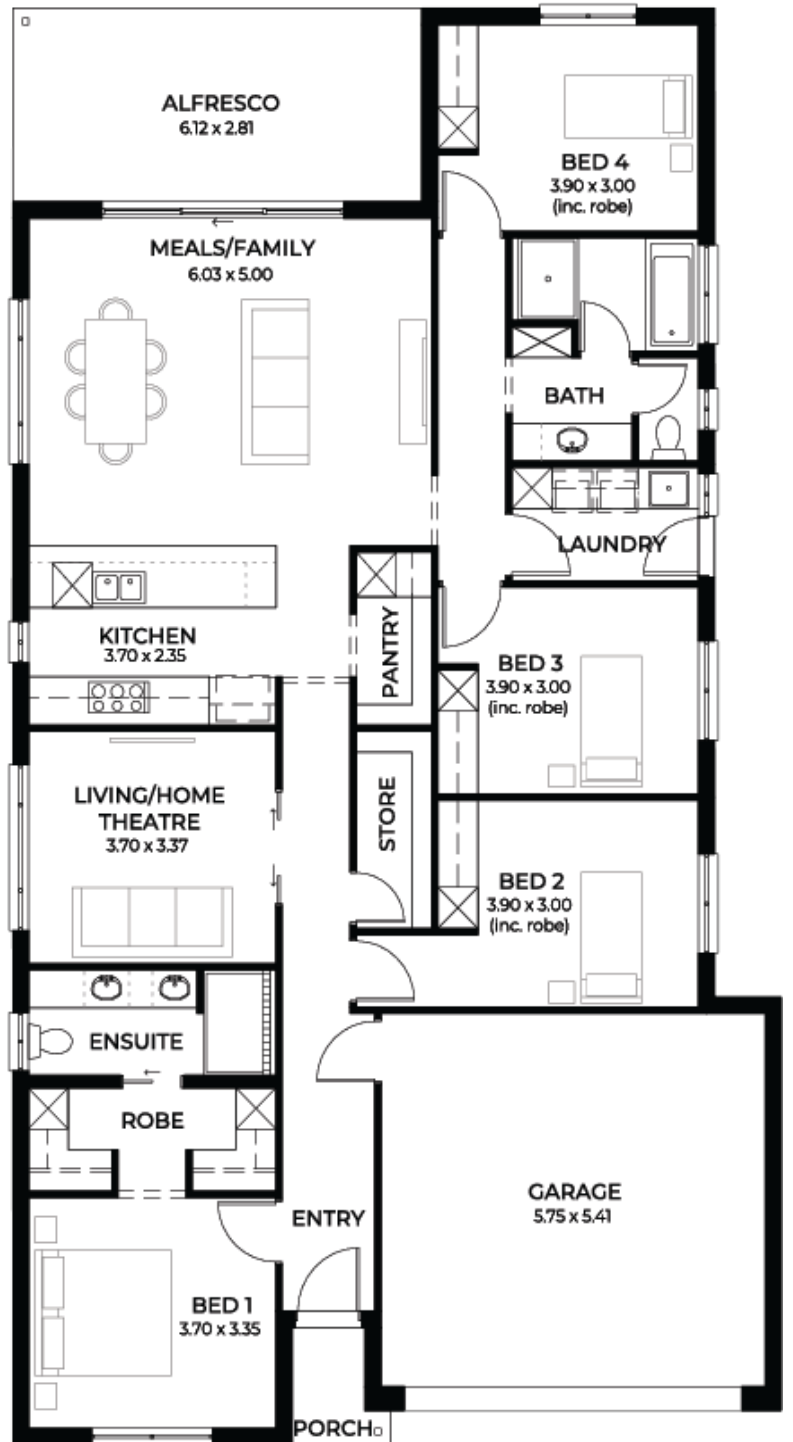 ALFRESCO
6.12 x 2.81
BED 4
3.90 x 3.00
(inc. robe)
MEALS/FAMILY
6.03 x 5.00
BATH
LAUNDRY
KITCHEN
3.70 x 2.35
PANTRY
BED 3
3.90 x 3.00
(inc. robe)
LIVING/HOME
THEATRE
3.70 x 3.37
STORE
BED 2
3.90 x 3.00
(inc. robe)
ENSUITE
ROBE
ENTRY
GARAGE
5.75 x 5.41
BED 1
3.70 x 3.35
PORCH